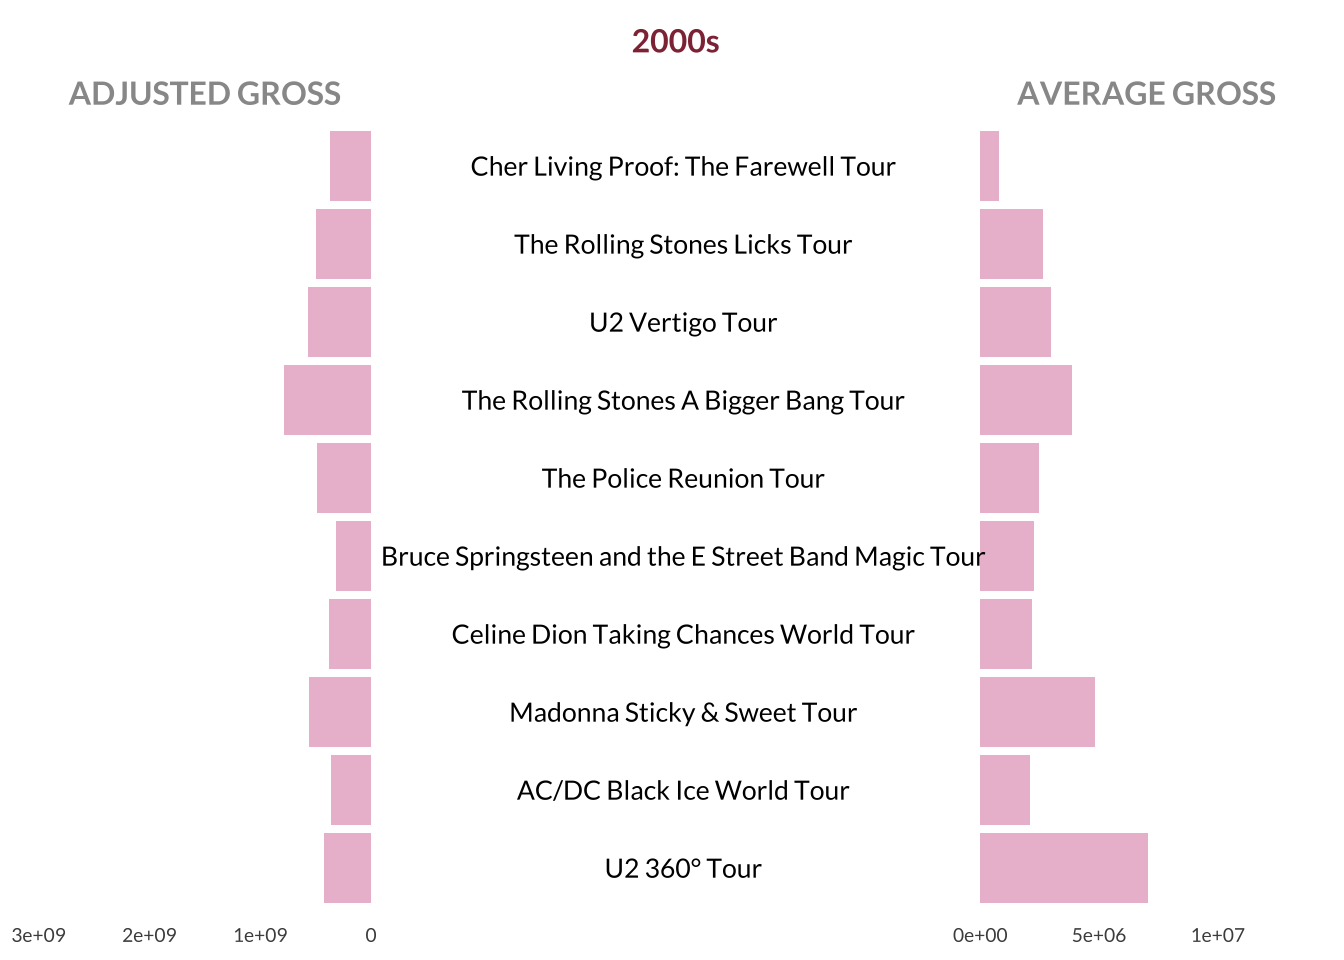 2000s
ADJUSTED GROSS
AVERAGE GROSS
Cher Living Proof: The Farewell Tour
The Rolling Stones Licks Tour
U2 Vertigo Tour
The Rolling Stones A Bigger Bang Tour
The Police Reunion Tour
Bruce Springsteen and the E Street Band Magic Tour
Celine Dion Taking Chances World Tour
Madonna Sticky & Sweet Tour
AC/DC Black Ice World Tour
U2 360° Tour
3e+09 2e+09 1e+09 0
0e+00 5e+06 1e+07